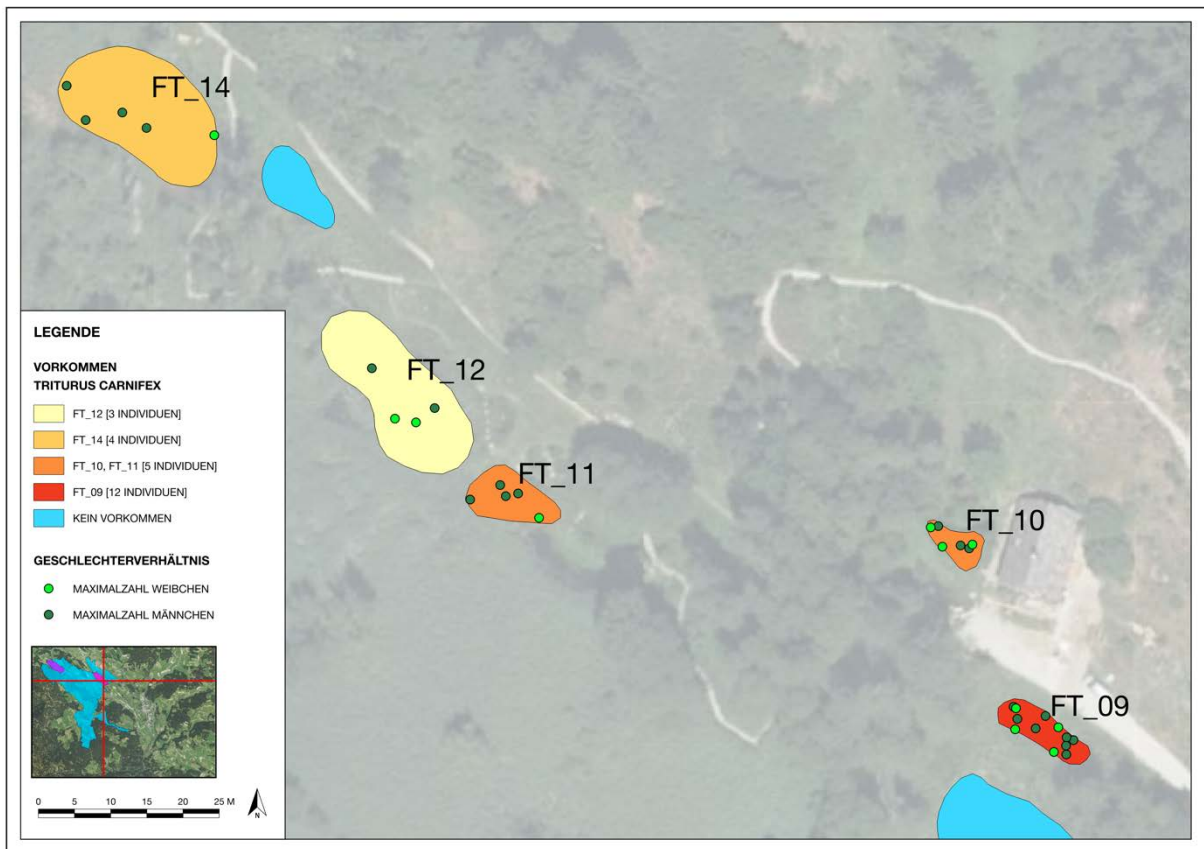 FT_14
FT_12
FT_11
FT_10
FT_09
LEGENDE
VORKOMMEN
TRITURUS CARNIFEX
FT_12 [3 INDIVIDUEN]
FT_14 [4 INDIVIDUEN]
FT_10, FT_11 [5 INDIVIDUEN]
FT_09 [12 INDIVIDUEN]
KEIN VORKOMMEN
GESCHLECHTERVERHÄLTNIS
MAXIMALZAHL WEIBCHEN
MAXIMALZAHL MÄNNCHEN
0 5 10 15 20 25 M
N